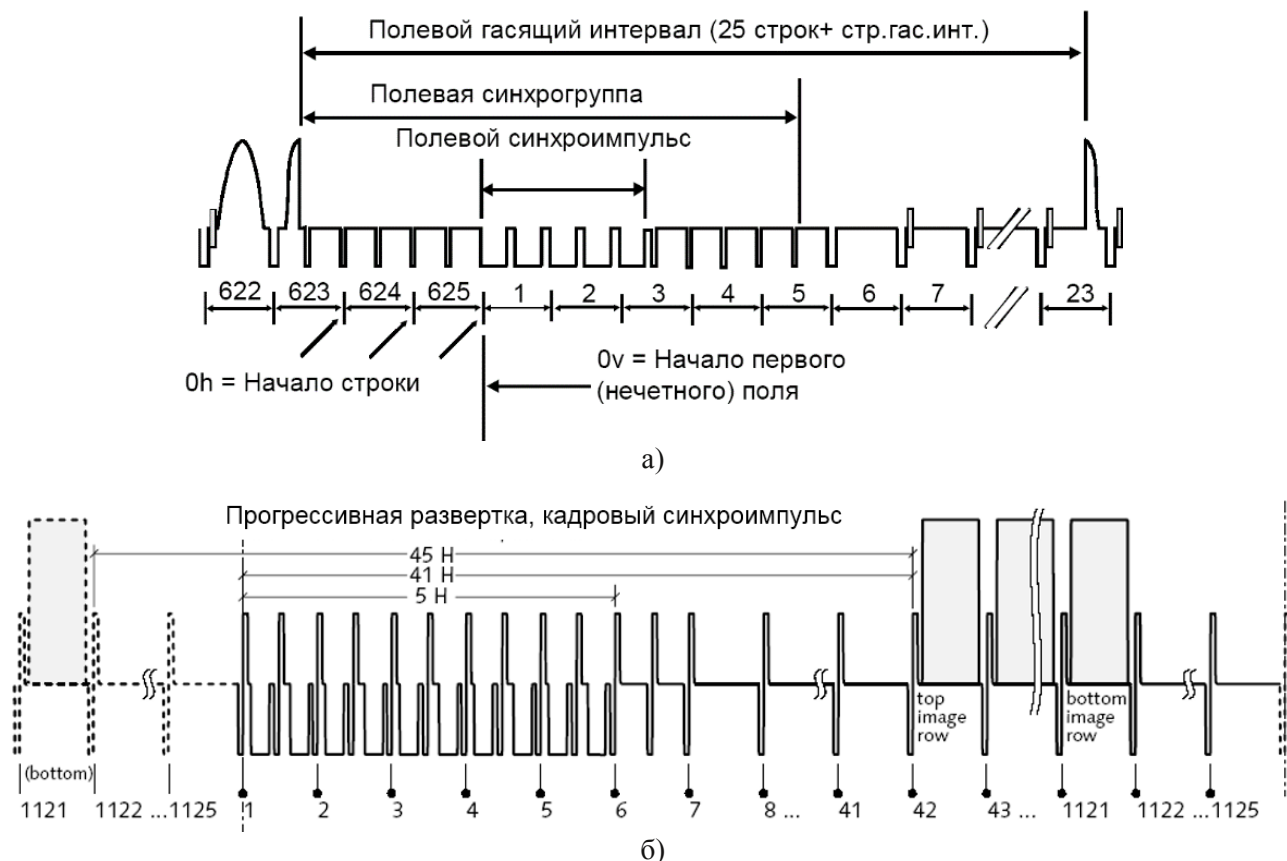 Полевой гасящий интервал (25 строк+ стр.гас.инт.)
Полевая синхрогруппа
Полевой синхроимпульс
622 623 624 625 1 2 3 4 5 6 7 23
0h = Начало строки
0v = Начало первого
(нечетного) поля
а)
Прогрессивная развертка, кадровый синхроимпульс
45 H
41 H
5 H
top
image
row
bottom
image
row
(bottom)
1121 1122 ...1125 1 2 3 4 5 6 7 8 ... 41 42 43 ... 1121 1122 ... 1125
б)